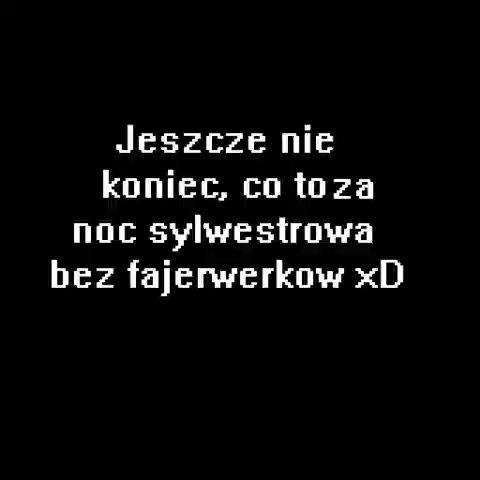 Jeszcze nie
koniec, co to za
noc sylwestrowa
bez fajerwerkow xD